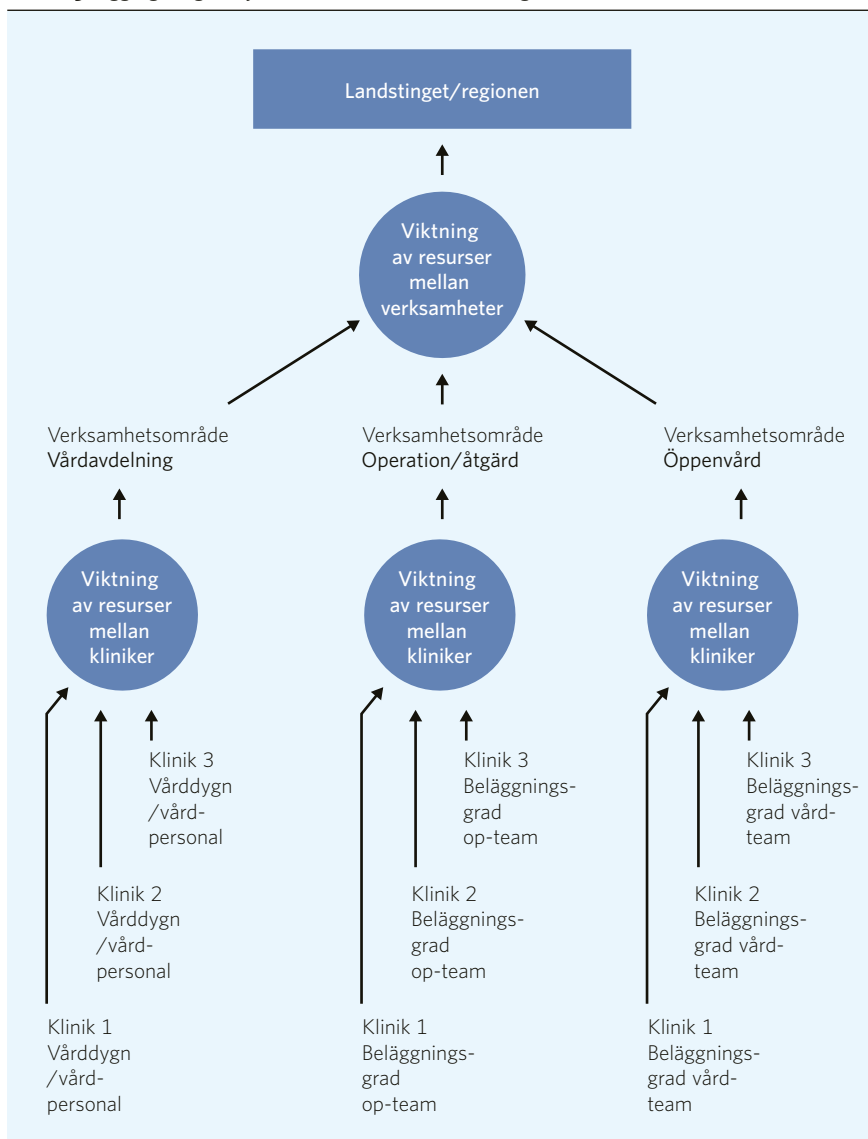 Landstinget/regionen
Viktning
av resurser
mellan
verksamheter
Verksamhetsområde
Vårdavdelning
Verksamhetsområde
Operation/åtgärd
Verksamhetsområde
Öppenvård
Viktning
av resurser
mellan
kliniker
Viktning
av resurser
mellan
kliniker
Viktning
av resurser
mellan
kliniker
Klinik 3
Vårddygn
/vård-
personal
Klinik 3
Beläggnings-
grad
op-team
Klinik 3
Beläggnings-
grad vård-
team
Klinik 2
Vårddygn
/vård-
personal
Klinik 2
Beläggnings-
grad
op-team
Klinik 2
Beläggnings-
grad vård-
team
Klinik 1
Vårddygn
/vård-
personal
Klinik 1
Beläggnings-
grad
op-team
Klinik 1
Beläggnings-
grad vård-
team